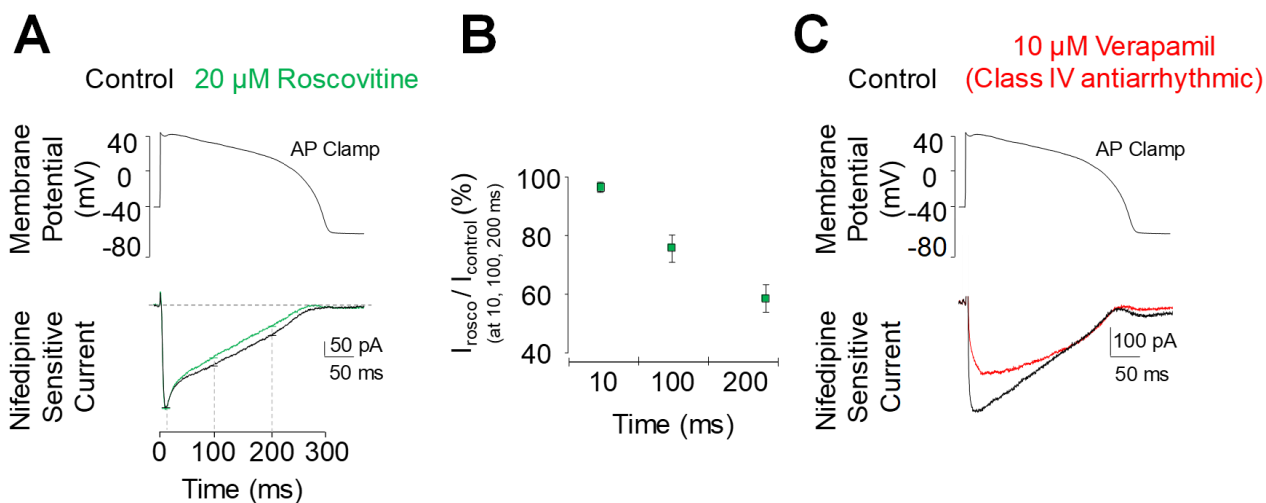 A
Control 20 µM Roscovitine
Membrane
Potential
(mV)
40
0
-40
-80
AP Clamp
Nifedipine
Sensitive
Current
50 pA
50 ms
0 100 200 300
Time (ms)
B
I rosco / I control (%)
(at 10, 100, 200 ms)
100
80
60
40
10 100 200
Time (ms)
C
10 µM Verapamil
Control (Class IV antiarrhythmic)
Membrane
Potential
(mV)
40
0
-40
-80
AP Clamp
Nifedipine
Sensitive
Current
100 pA
50 ms